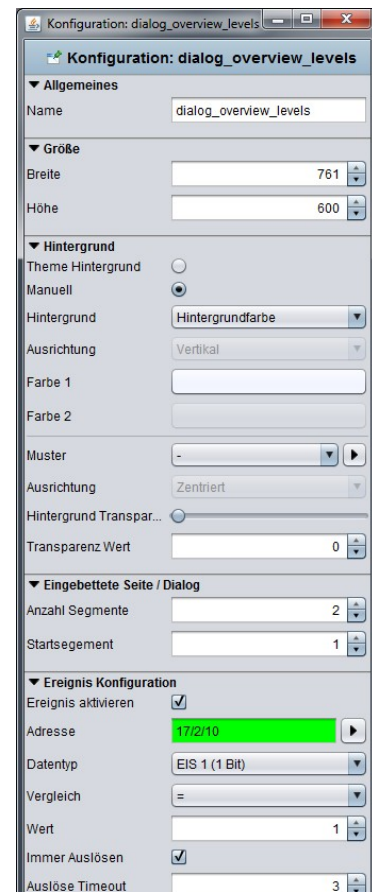 Konfiguration: dialog_overview_levels
Konfiguration: dialog_overview_levels
Allgemeines
Name dialog_overview_levels
Größe
Breite 761
Höhe 600
Hintergrund
Theme Hintergrund
Manuell
Hintergrund Hintergrundfarbe
Ausrichtung Vertikal
Farbe 1
Farbe 2
Muster -
Ausrichtung Zentriert
Hintergrund Transpar...
Transparenz Wert 0
Eingebettete Seite / Dialog
Anzahl Segmente 2
Startsegement 1
Ereignis Konfiguration
Ereignis aktivieren
Adresse 17/2/10
Datentyp EIS 1 (1 Bit)
Vergleich =
Wert 1
Immer Auslösen
Auslöse Timeout 3